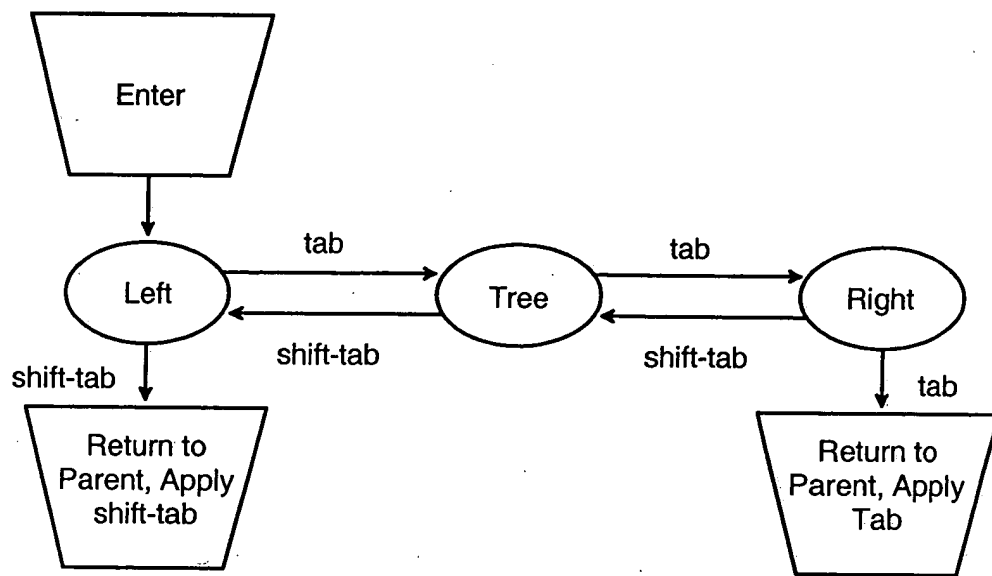 Enter
tab
tab
Left
Tree
Right
shift-tab
shift-tab
shift-tab
tab
Return to
Parent, Apply
shift-tab
Return to
Parent, Apply
Tab